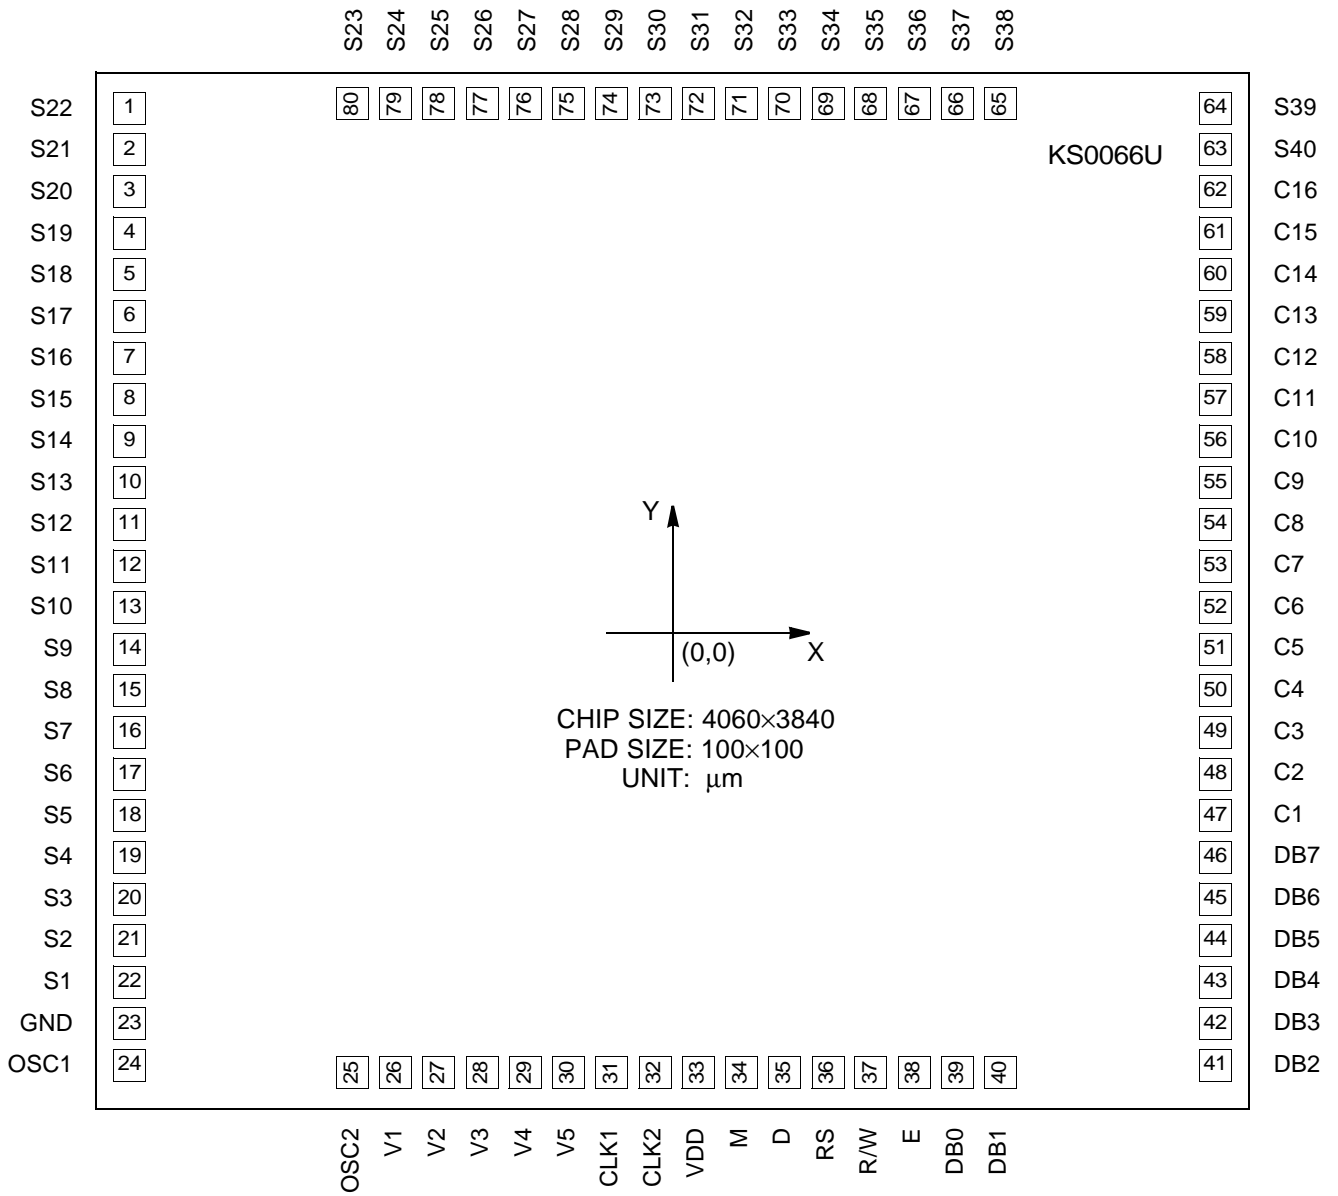 S23 S24 S25 S26 S27 S28 S29 S30 S31 S32 S33 S34 S35 S36 S37 S38
80 79 78 77 76 75 74 73 72 71 70 69 68 67 66 65
S22 1 64 S39
S21 2 KS0066U 63 S40
S20 3 62 C16
S19 4 61 C15
S18 5 60 C14
S17 6 59 C13
S16 7 58 C12
S15 8 57 C11
S14 9 56 C10
S13 10 55 C9
S12 11 Y 54 C8
S11 12 53 C7
S10 13 52 C6
S9 14 (0,0) X 51 C5
S8 15 50 C4
CHIP SIZE: 4060×3840
S7 16 49 C3
PAD SIZE: 100×100
S6 17 UNIT: μm 48 C2
S5 18 47 C1
S4 19 46 DB7
S3 20 45 DB6
S2 21 44 DB5
S1 22 43 DB4
GND 23 42 DB3
OSC1 24 41 DB2
25 26 27 28 29 30 31 32 33 34 35 36 37 38 39 40
OSC2 V1 V2 V3 V4 V5 CLK1 CLK2 VDD M D RS R/W E DB0 DB1